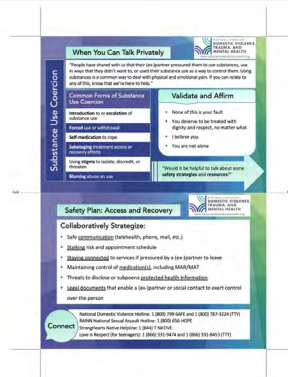 When You Can Talk Privately
DOMESTIC VIOLENCE,
TRAUMA, AND
MENTAL HEALTH
"People have shared with us that their (ex-)partner pressured them to use substances, use
in ways that they didn't want to, or used their substance use as a way to control them. Using
substances is a common way to deal with physical and emotional pain. If you can relate to
any of this, know that we're here to help."
Substance Use Coercion
Common Forms of Substance
Use Coercion
Introduction to or escalation of
substance use
Forced use or withdrawal
Self-medication to cope
Sabotaging treatment access or
recovery efforts
Using stigma to isolate, discredit, or
threaten
Blaming abuse on use
Validate and Affirm
• None of this is your fault
• You deserve to be treated with
dignity and respect, no matter what
• I believe you
• You are not alone
"Would it be helpful to talk about some
safety strategies and resources?"
DOMESTIC VIOLENCE,
TRAUMA, AND
MENTAL HEALTH
Safety Plan: Access and Recovery
Collaboratively Strategize:
• Safe communication (telehealth, phone, mail, etc.)
• Stalking risk and appointment schedule
• Staying connected to services if pressured by a (ex-)partner to leave
• Maintaining control of medication(s), including MAR/MAT
• Threats to disclose or subpoena protected health information
• Legal documents that enable a (ex-)partner or social contact to exert control
over the person
Connect
National Domestic Violence Hotline: 1 (800) 799-SAFE and 1 (800) 787-3224 (TTY)
RAINN National Sexual Assault Hotline: 1 (800) 656-HOPE
StrongHearts Native Helpline: 1 (844) 7-NATIVE
Love is Respect (for teenagers): 1 (866) 331-9474 and 1 (866) 331-8453 (TTY)